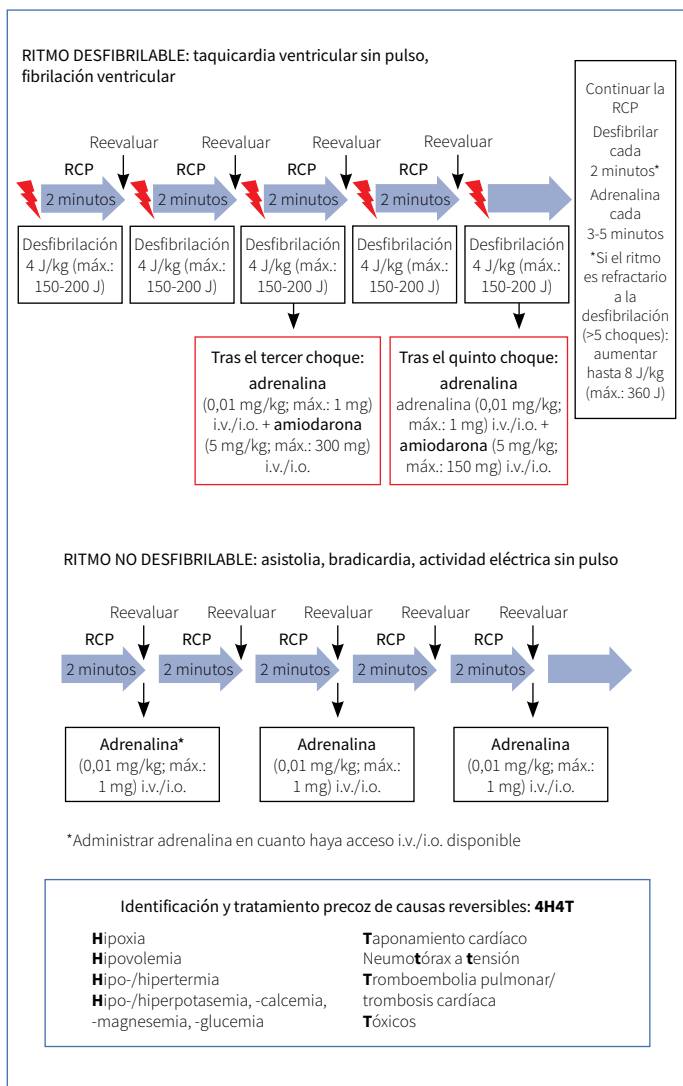 RITMO DESFIBRILABLE: taquicardia ventricular sin pulso,
fibrilación ventricular
Reevaluar Reevaluar Reevaluar Reevaluar
RCP RCP RCP RCP
2 minutos 2 minutos 2 minutos 2 minutos
Desfibrilación
4 J/kg (máx.:
150-200 J)
Desfibrilación
4 J/kg (máx.:
150-200 J)
Desfibrilación
4 J/kg (máx.:
150-200 J)
Desfibrilación
4 J/kg (máx.:
150-200 J)
Desfibrilación
4 J/kg (máx.:
150-200 J)
Continuar la
RCP
Desfibrilar
cada
2 minutos*
Adrenalina
cada
3-5 minutos
*Si el ritmo
es refractario
a la
desfibrilación
(>5 choques):
aumentar
hasta 8 J/kg
(máx.: 360 J)
Tras el tercer choque:
adrenalina
(0,01 mg/kg; máx.: 1 mg)
i.v./i.o. + amiodarona
(5 mg/kg; máx.: 300 mg)
i.v./i.o.
Tras el quinto choque:
adrenalina
adrenalina (0,01 mg/kg;
máx.: 1 mg) i.v./i.o. +
amiodarona (5 mg/kg;
máx.: 150 mg) i.v./i.o.
RITMO NO DESFIBRILABLE: asistolia, bradicardia, actividad eléctrica sin pulso
Reevaluar Reevaluar Reevaluar Reevaluar Reevaluar
RCP RCP RCP RCP RCP
2 minutos 2 minutos 2 minutos 2 minutos 2 minutos
Adrenalina*
(0,01 mg/kg; máx.:
1 mg) i.v./i.o.
Adrenalina
(0,01 mg/kg; máx.:
1 mg) i.v./i.o.
Adrenalina
(0,01 mg/kg; máx.:
1 mg) i.v./i.o.
*Administrar adrenalina en cuanto haya acceso i.v./i.o. disponible
Identificación y tratamiento precoz de causas reversibles: 4H4T
Hipoxia
Hipovolemia
Hipo-/hipertermia
Hipo-/hiperpotasemia, -calcemia,
-magnesemia, -glucemia
Taponamiento cardíaco
Neumotórax a tensión
Tromboembolia pulmonar/
trombosis cardíaca
Tóxicos